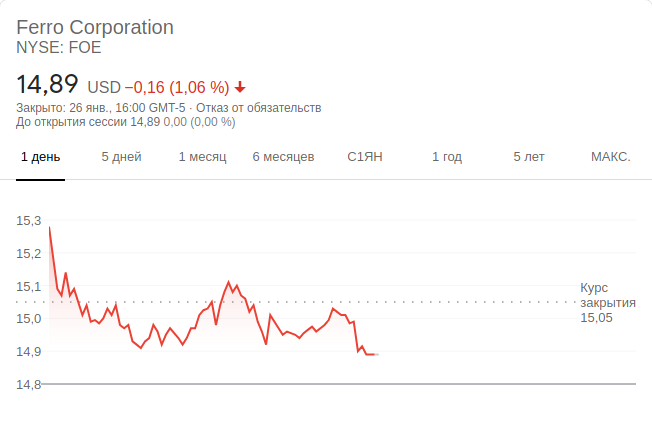 Ferro Corporation
NYSE: FOE
14,89 USD −0,16 (1,06 %)
Закрыто: 26 янв., 16:00 GMT-5 · Отказ от обязательств
До открытия сессии 14,89 0,00 (0,00 %)
1 день 5 дней 1 месяц 6 месяцев С1ЯН 1 год 5 лет МАКС.
15,3
15,2
15,1
15,0
14,9
14,8
Курс
закрытия
15,05